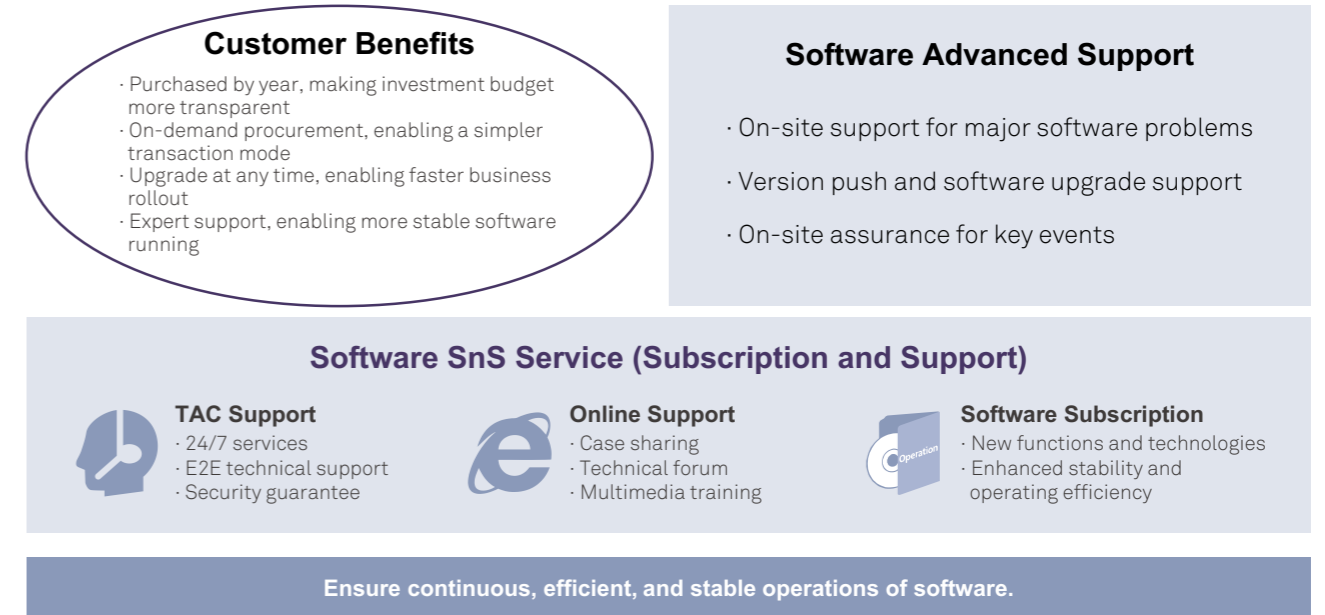 Customer Benefits
· Purchased by year, making investment budget
more transparent
· On-demand procurement, enabling a simpler
transaction mode
· Upgrade at any time, enabling faster business
rollout
· Expert support, enabling more stable software
running
Software Advanced Support
· On-site support for major software problems
· Version push and software upgrade support
· On-site assurance for key events
Software SnS Service (Subscription and Support)
TAC Support
· 24/7 services
· E2E technical support
· Security guarantee
Online Support
· Case sharing
· Technical forum
· Multimedia training
Operation
Software Subscription
· New functions and technologies
· Enhanced stability and
operating efficiency
Ensure continuous, efficient, and stable operations of software.